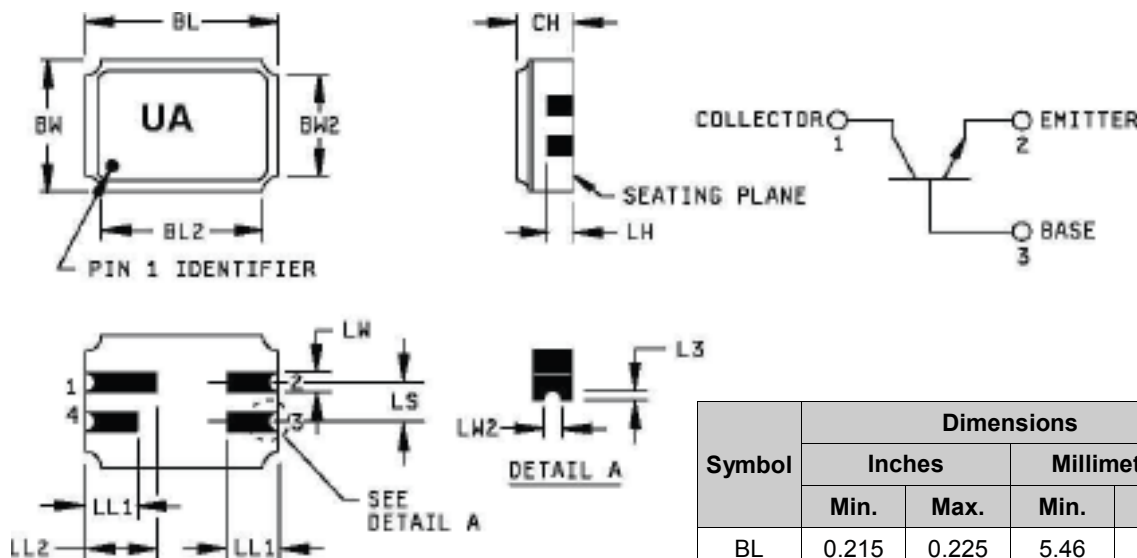 BL
CH
UA
BW
BW2
COLLECTOR
1
EMITTER
2
SEATING PLANE
BL2
LH
BASE
3
PIN 1 IDENTIFIER
LW
L3
1
2
LS
4
3
LW2
DETAIL A
LL1
SEE
DETAIL A
LL2
LL1
Dimensions
Symbol
Inches
Min.
Max.
Min.
BL
0.215
0.225
5.46